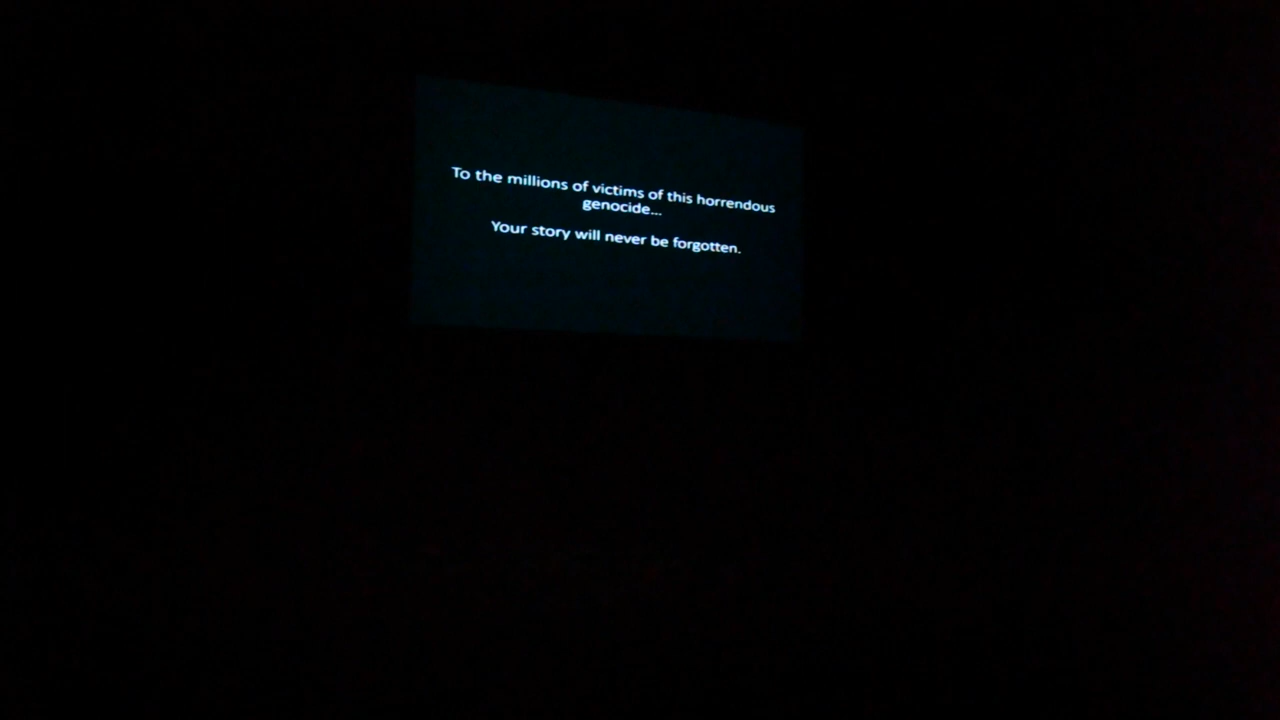 To the millions of victims of this horrendous
genocide...
Your story will never be forgotten.